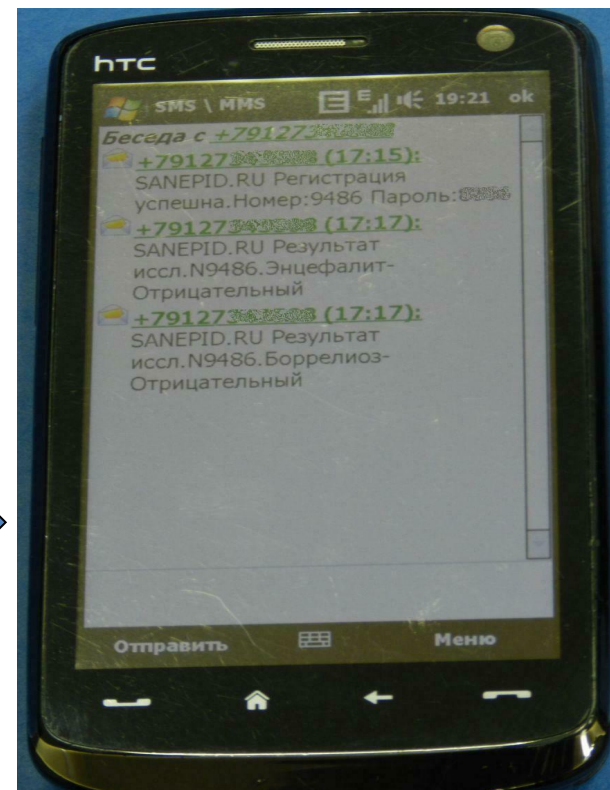 hTC
SMS \ MMS E E 19:21 ok
Беседа с +79127
+79127 (17:15):
SANEPID.RU Регистрация
успешна.Номер:9486 Пароль:
+79127 (17:17):
SANEPID.RU Результат
иссл.N9486.Энцефалит-
Отрицательный
+79127 (17:17):
SANEPID.RU Результат
иссл.N9486.Боррелиоз-
Отрицательный
Отправить Меню